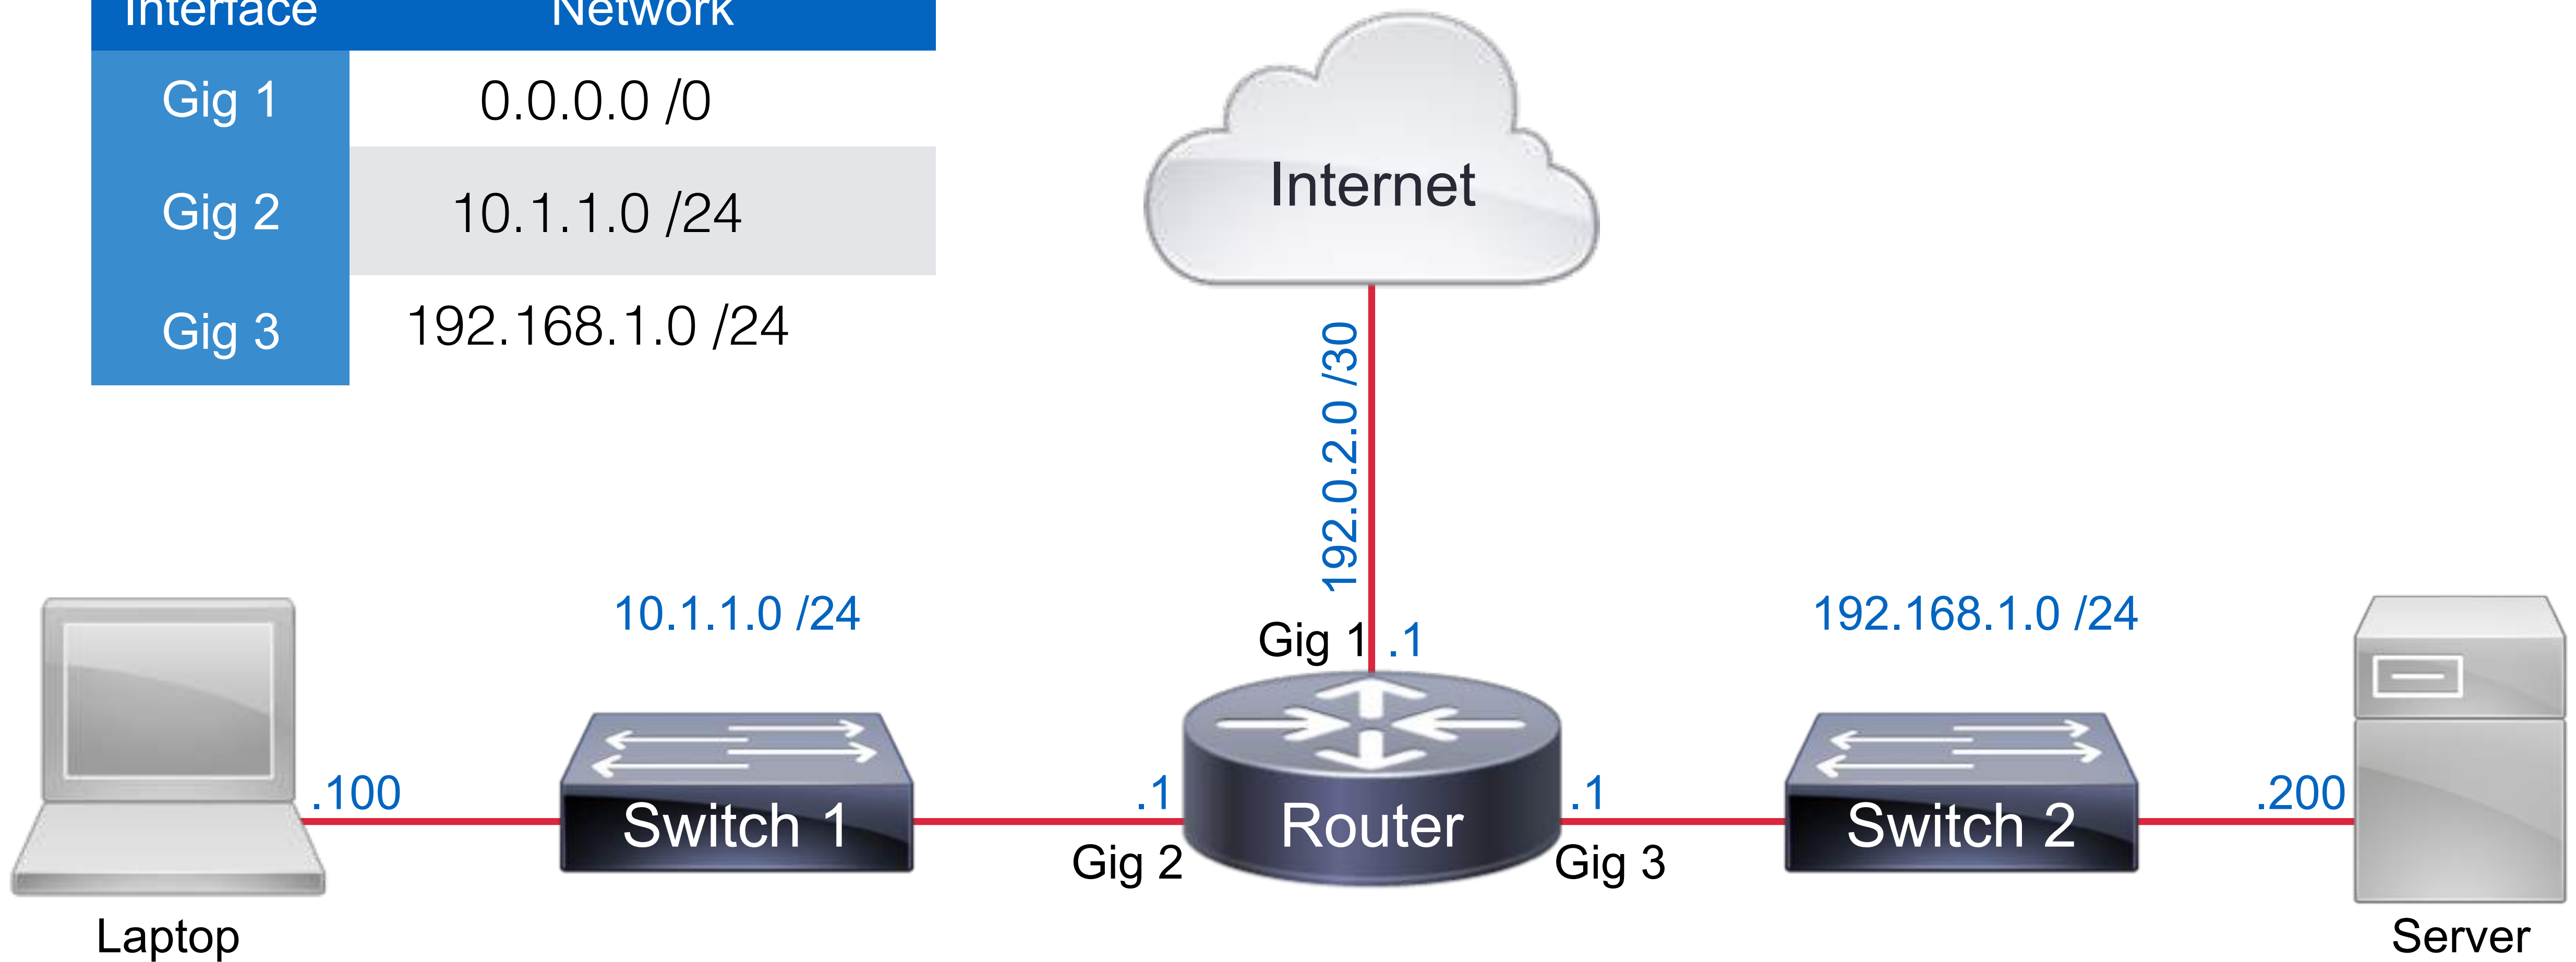 Interface Network
Gig 1 0.0.0.0 /0
Gig 2 10.1.1.0 /24
Gig 3 192.168.1.0 /24
Internet
192.0.2.0 /30
10.1.1.0 /24
192.168.1.0 /24
Gig 1 .1
.100 .1 .1 .200
Switch 1 Router Switch 2
Gig 2 Gig 3
Laptop Server